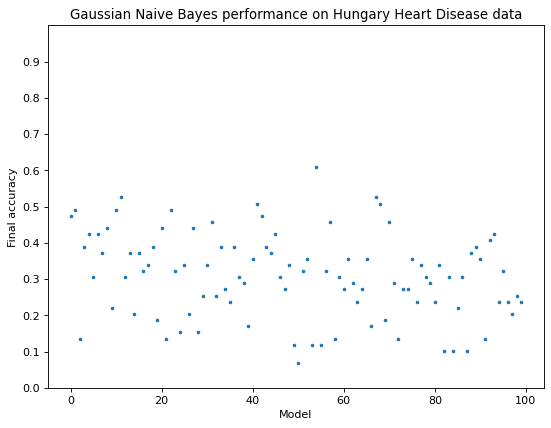 Gaussian Naive Bayes performance on Hungary Heart Disease data
0.9
0.8
0.7
0.6
0.5
0.4
0.3
0.2
0.1
0.0
Final accuracy
0 20 40 60 80 100
Model